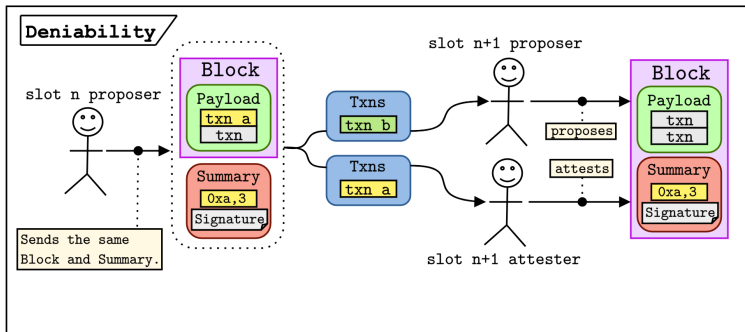 Deniability
slot n proposer
Sends the same
Block and Summary.
Block
Payload
txn a
txn
Summary
0xa,3
Signature
Txns
txn b
Txns
txn a
slot n+1 proposer
proposes
attests
slot n+1 attester
Block
Payload
txn
txn
Summary
0xa,3
Signature